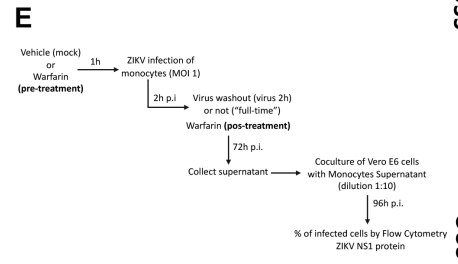 E
Vehicle (mock)
or
Warfarin
(pre-treatment)
1h
ZIKV infection of
monocytes (MOI 1)
2h p.i
Virus washout (virus 2h)
or not ("full-time")
Warfarin (pos-treatment)
72h p.i.
Collect supernatant
Coculture of Vero E6 cells
with Monocytes Supernatant
(dilution 1:10)
96h p.i.
% of infected cells by Flow Cytometry
ZIKV NS1 protein